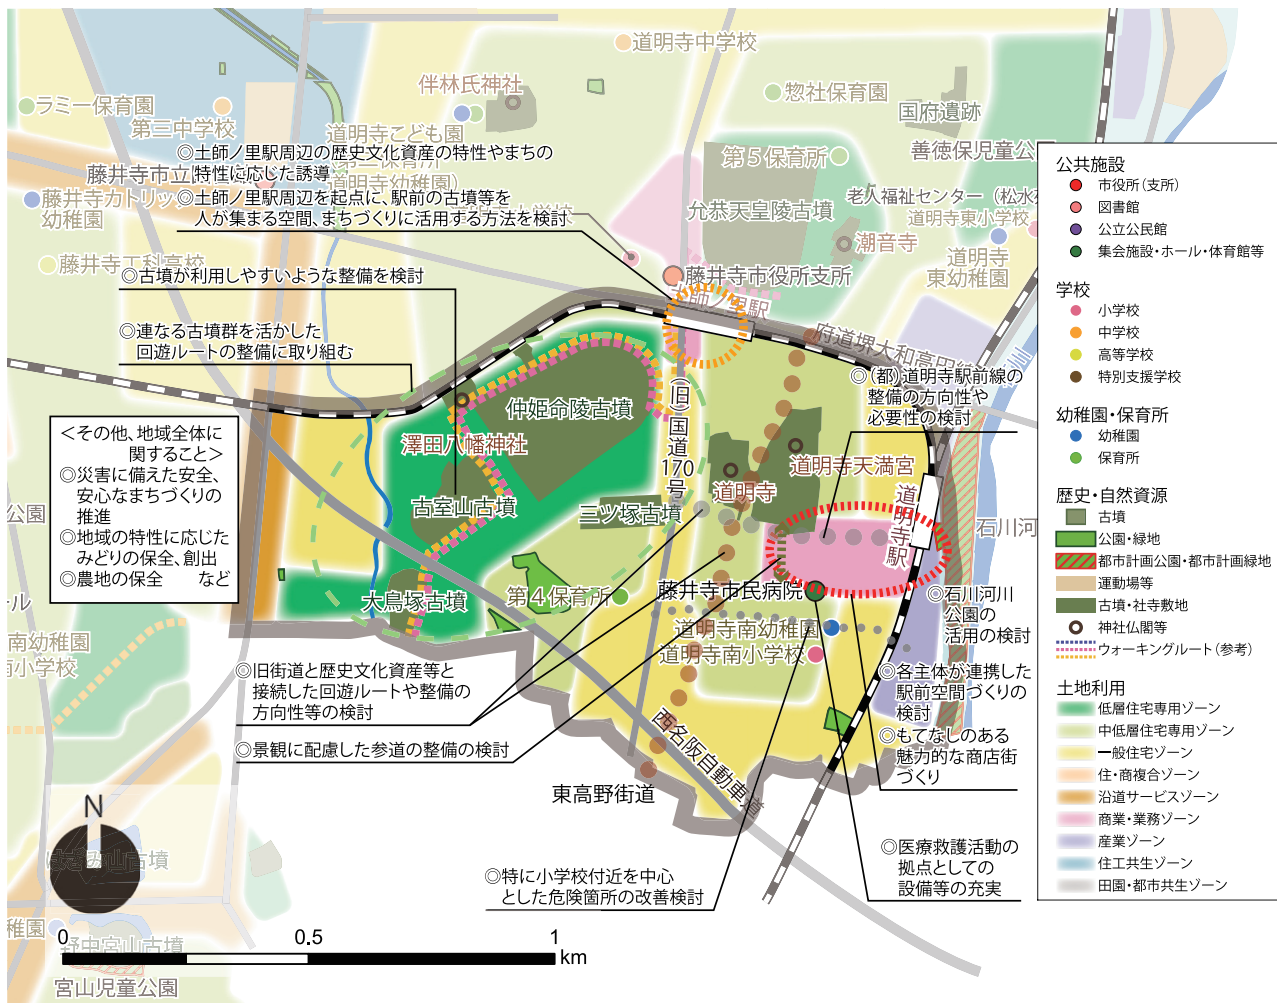 道明寺中学校
伴林氏神社
惣社保育園
ラミー保育園
第三中学校
国府遺跡
道明寺こども園
第5保育所
善徳保児童公
◎土師ノ里駅周辺の歴史文化資産の特性やまちの
特性に応じた誘導
藤井寺市立
道明寺幼稚園)
◎土師ノ里駅周辺を起点に、駅前の古墳等を
人が集まる空間、まちづくりに活用する方法を検討
藤井寺カトリッ
幼稚園
允恭天皇陵古墳
老人福祉センター
道明寺東小学校
潮音寺
道明寺
東幼稚園
藤井寺工科高校
◎古墳が利用しやすいような整備を検討
藤井寺市役所支所
土師ノ里駅
◎連なる古墳群を活かした
回遊ルートの整備に取り組む
府道堺大和高田線
◎(都)道明寺駅前線の
整備の方向性や
必要性の検討
(旧)国道170号
仲姫命陵古墳
澤田八幡神社
古室山古墳
三ツ塚古墳
道明寺
道明寺天満宮
道明寺駅
石川河
<その他、地域全体に
関すること>
◎災害に備えた安全、
安心なまちづくりの
推進
◎地域の特性に応じた
みどりの保全、創出
◎農地の保全 など
公園
ール
南幼稚園
小学校
大鳥塚古墳
第4保育所
藤井寺市民病院
道明寺南幼稚園
道明寺南小学校
◎石川河川
公園の
活用の検討
◎旧街道と歴史文化資産等と
接続した回遊ルートや整備の
方向性等の検討
◎各主体が連携した
駅前空間づくりの
検討
◎景観に配慮した参道の整備の検討
◎もてなしのある
魅力的な商店街
づくり
西名阪自動車道
東高野街道
◎特に小学校付近を中心
とした危険箇所の改善検討
◎医療救護活動の
拠点としての
設備等の充実
N
はざみ山古墳
稚園
野中宮山古墳
宮山児童公園
0
0.5
1
km
公共施設
市役所(支所)
図書館
公立公民館
集会施設・ホール・体育館等
学校
小学校
中学校
高等学校
特別支援学校
幼稚園・保育所
幼稚園
保育所
歴史・自然資源
古墳
公園・緑地
都市計画公園・都市計画緑地
運動場等
古墳・社寺敷地
神社仏閣等
ウォーキングルート(参考)
土地利用
低層住宅専用ゾーン
中低層住宅専用ゾーン
一般住宅ゾーン
住・商複合ゾーン
沿道サービスゾーン
商業・業務ゾーン
産業ゾーン
住工共生ゾーン
田園・都市共生ゾーン